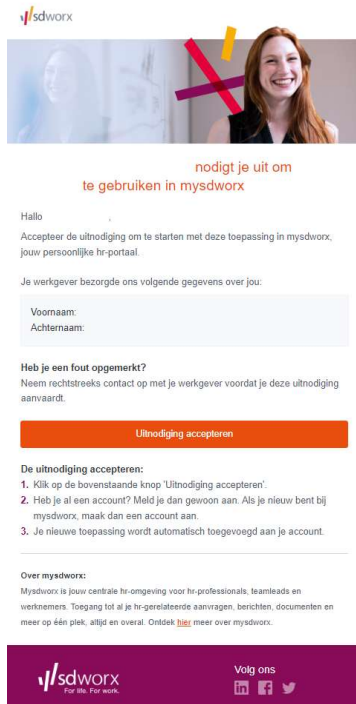 sdworx
nodigt je uit om
te gebruiken in mysdworx
Hallo ,
Accepteer de uitnodiging om te starten met deze toepassing in mysdworx,
jouw persoonlijke hr-portaal.
Je werkgever bezorgde ons volgende gegevens over jou:
Voornaam:
Achternaam:
Heb je een fout opgemerkt?
Neem rechtstreeks contact op met je werkgever voordat je deze uitnodiging
aanvaardt.
Uitnodiging accepteren
De uitnodiging accepteren:
1. Klik op de bovenstaande knop 'Uitnodiging accepteren'.
2. Heb je al een account? Meld je dan gewoon aan. Als je nieuw bent bij
mysdworx, maak dan een account aan.
3. Je nieuwe toepassing wordt automatisch toegevoegd aan je account.
Over mysdworx:
Mysdworx is jouw centrale hr-omgeving voor hr-professionals, teamleads en
werknemers. Toegang tot al je hr-gerelateerde aanvragen, berichten, documenten en
meer op één plek, altijd en overal. Ontdek hier meer over mysdworx.
sdworx
For life. For work.
Volg ons